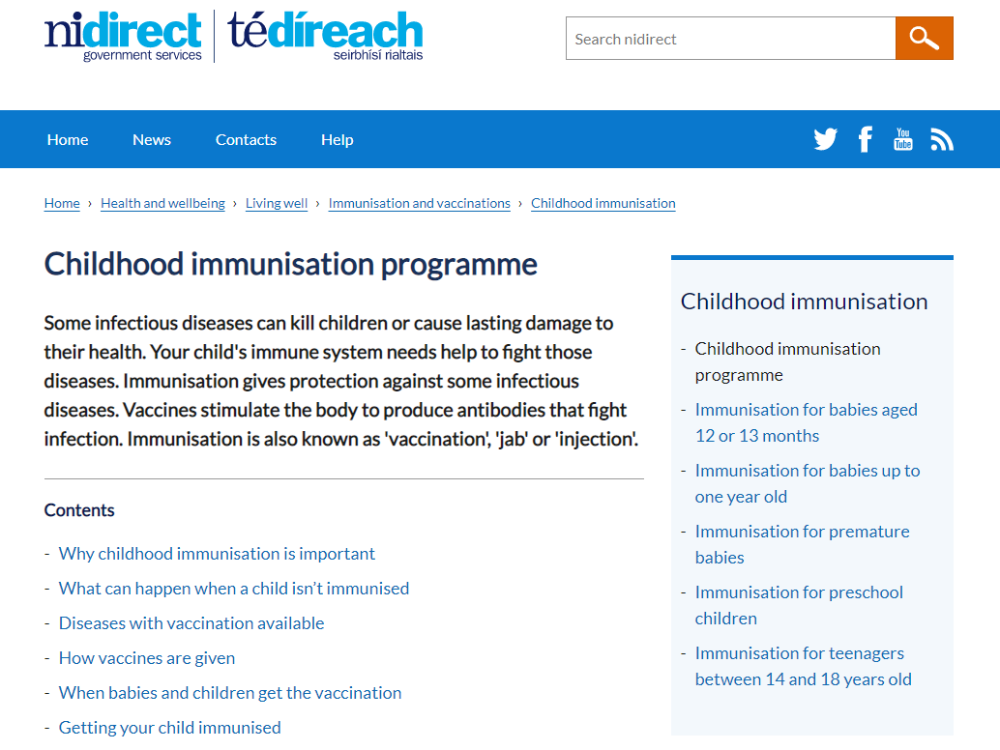 nidirect
government services
tédíreach
seirbhísí rialtais
Search nidirect
Home
News
Contacts
Help
You
Tube
Home › Health and wellbeing › Living well › Immunisation and vaccinations › Childhood immunisation
Childhood immunisation programme
Some infectious diseases can kill children or cause lasting damage to
their health. Your child's immune system needs help to fight those
diseases. Immunisation gives protection against some infectious
diseases. Vaccines stimulate the body to produce antibodies that fight
infection. Immunisation is also known as 'vaccination', 'jab' or 'injection'.
Contents
- Why childhood immunisation is important
- What can happen when a child isn’t immunised
- Diseases with vaccination available
- How vaccines are given
- When babies and children get the vaccination
- Getting your child immunised
Childhood immunisation
- Childhood immunisation
programme
- Immunisation for babies aged
12 or 13 months
- Immunisation for babies up to
one year old
- Immunisation for premature
babies
- Immunisation for preschool
children
- Immunisation for teenagers
between 14 and 18 years old